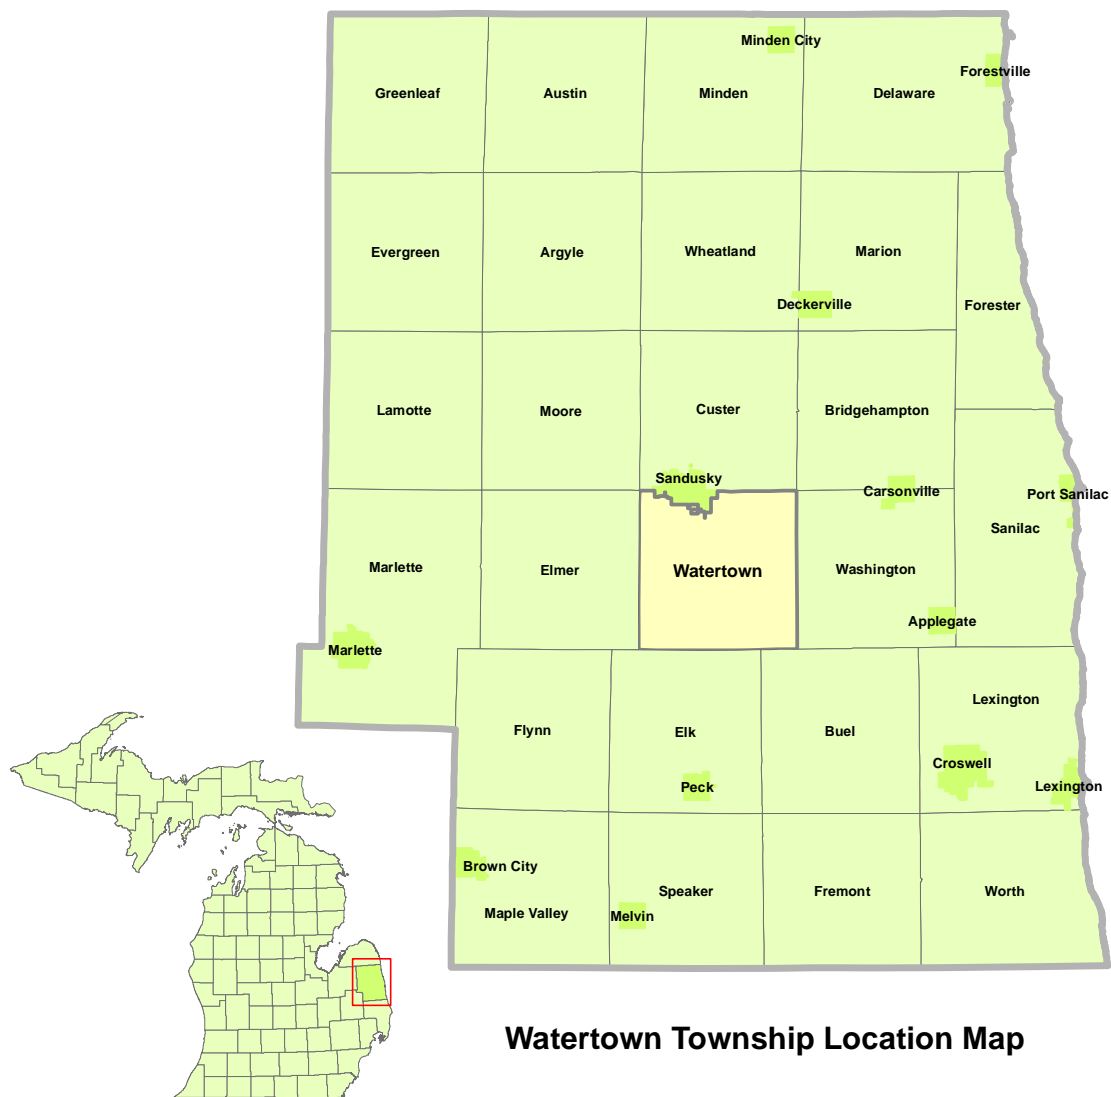 Minden City
Forestville
Greenleaf
Austin
Minden
Delaware
Evergreen
Argyle
Wheatland
Marion
Deckerville
Forester
Lamotte
Moore
Custer
Bridgehampton
Sandusky
Carsonville
Port Sanilac
Sanilac
Marlette
Elmer
Watertown
Washington
Applegate
Marlette
Lexington
Flynn
Elk
Buel
Croswell
Peck
Lexington
Brown City
Speaker
Fremont
Worth
Maple Valley
Melvin
Watertown Township Location Map